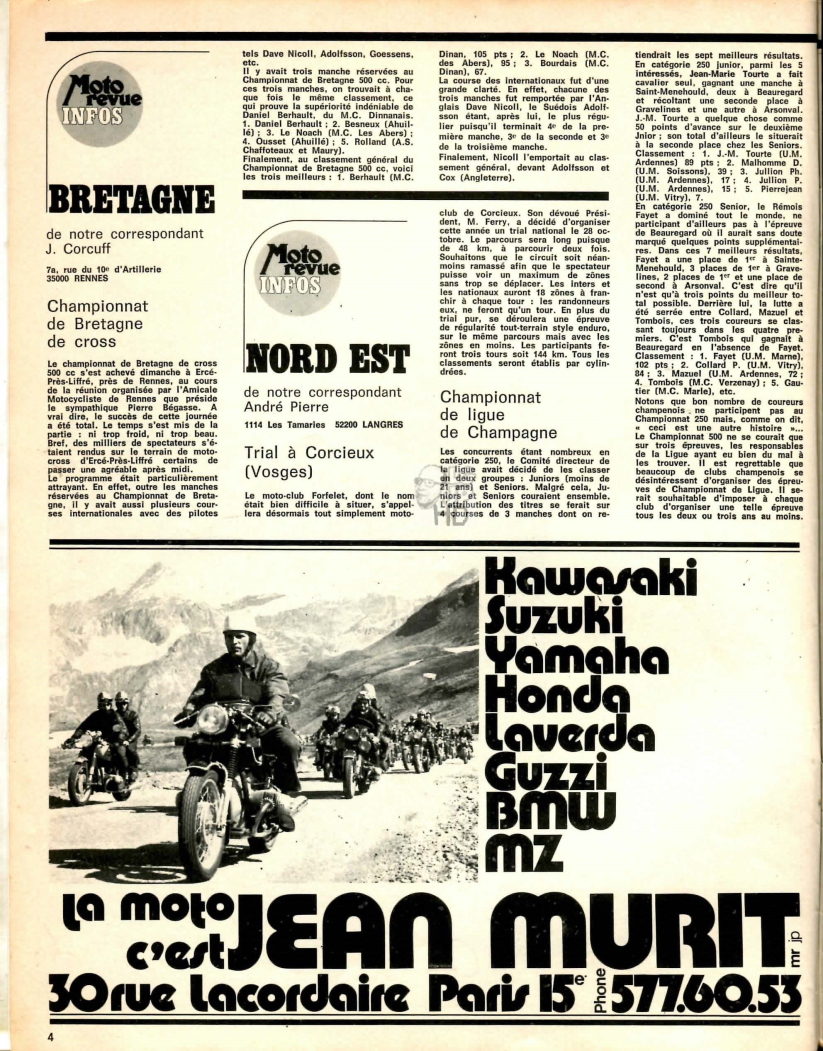 Moto
revue
INFOS
BRETAGNE
de notre correspondant
J. Corcuff
7a, rue du 10e d'Artillerie
35000 RENNES
Championnat
de Bretagne
de cross
Le championnat de Bretagne de cross
500 cc s'est achevé dimanche à Ercé-
Près-Liffré, près de Rennes, au cours
de la réunion organisée par l'Amicale
Motocycliste de Rennes que préside
le sympathique Pierre Bégasse. A
vrai dire, le succès de cette journée
a été total. Le temps s'est mis de la
partie : ni trop froid, ni trop beau.
Bref, des milliers de spectateurs s'é-
taient rendus sur le terrain de moto-
cross d'Ercé-Près-Liffré certains de
passer une agréable après midi.
Le programme était particulièrement
attrayant. En effet, outre les manches
réservées au Championnat de Breta-
gne, il y avait aussi plusieurs cour-
ses internationales avec des pilotes
tels Dave Nicoll, Adolfsson, Goessens,
etc.
Il y avait trois manche réservées au
Championnat de Bretagne 500 cc. Pour
ces trois manches, on trouvait à cha-
que fois le même classement, ce
qui prouve la supériorité indéniable de
Daniel Berhault, du M.C. Dinnanais.
1. Daniel Berhault ; 2. Besneux (Ahuil-
lé) ; 3. Le Noach (M.C. Les Abers) ;
4. Ousset (Ahuillé) ; 5. Rolland (A.S.
Chaffoteaux et Maury).
Finalement, au classement général du
Championnat de Bretagne 500 cc, voici
les trois meilleurs : 1. Berhault (M.C.
Dinan, 105 pts ; 2. Le Noach (M.C.
des Abers), 95 ; 3. Bourdais (M.C.
Dinan), 67.
La course des internationaux fut d'une
grande clarté. En effet, chacune des
trois manches fut remportée par l'An-
glais Dave Nicoll, le Suédois Adolf-
sson étant, après lui, le plus régu-
lier puisqu'il terminait 4e de la pre-
mière manche, 3e de la seconde et 3e
de la troisième manche.
Finalement, Nicoll l'emportait au clas-
sement général, devant Adolfsson et
Cox (Angleterre).
Moto
revue
INFOS
NORD EST
de notre correspondant
André Pierre
1114 Les Tamaries 52200 LANGRES
Trial à Corcieux
(Vosges)
Le moto-club Forfelet, dont le nom
était bien difficile à situer, s'appel-
lera désormais tout simplement moto-
club de Corcieux. Son dévoué Prési-
dent, M. Ferry, a décidé d'organiser
cette année un trial national le 28 oc-
tobre. Le parcours sera long puisque
de 48 km, à parcourir deux fois.
Souhaitons que le circuit soit néan-
moins ramassé afin que le spectateur
puisse voir un maximum de zônes
sans trop se déplacer. Les inters et
les nationaux auront 18 zônes à fran-
chir à chaque tour : les randonneurs
eux, ne feront qu'un tour. En plus du
trial pur, se déroulera une épreuve
de régularité tout-terrain style enduro,
sur le même parcours mais avec les
zônes en moins. Les participants fe-
ront trois tours soit 144 km. Tous les
classements seront établis par cylin-
drées.
Championnat
de ligue
de Champagne
Les concurrents étant nombreux en
catégorie 250, le Comité directeur de
la ligue avait décidé de les classer
en deux groupes : Juniors (moins de
21 ans) et Seniors. Malgré cela, Ju-
niors et Seniors couraient ensemble.
L'attribution des titres se ferait sur
4 courses de 3 manches dont on re-
tiendrait les sept meilleurs résultats.
En catégorie 250 junior, parmi les 5
intéressés, Jean-Marie Tourte a fait
cavalier seul, gagnant une manche à
Saint-Menehould, deux à Beauregard
et récoltant une seconde place à
Gravelines et une autre à Arsonval.
J.-M. Tourte a quelque chose comme
50 points d'avance sur le deuxième
Jnior ; son total d'ailleurs le situerait
à la seconde place chez les Seniors.
Classement : 1. J.-M. Tourte (U.M.
Ardennes) 89 pts ; 2. Malhomme D.
(U.M. Soissons), 39 ; 3. Jullion Ph.
(U.M. Ardennes), 17 ; 4. Jullion P.
(U.M. Ardennes), 15 ; 5. Pierrejean
(U.M. Vitry), 7.
En catégorie 250 Senior, le Rémois
Fayet a dominé tout le monde, ne
participant d'ailleurs pas à l'épreuve
de Beauregard où il aurait sans doute
marqué quelques points supplémentai-
res. Dans ces 7 meilleurs résultats,
Fayet a une place de 1er à Sainte-
Menehould, 3 places de 1er à Grave-
lines, 2 places de 1er et une place de
second à Arsonval. C'est dire qu'il
n'est qu'à trois points du meilleur to-
tal possible. Derrière lui, la lutte a
été serrée entre Collard, Mazuel et
Tombois, ces trois coureurs se clas-
sant toujours dans les quatre pre-
miers. C'est Tombois qui gagnait à
Beauregard en l'absence de Fayet.
Classement : 1. Fayet (U.M. Marne),
102 pts ; 2. Collard P. (U.M. Vitry),
84 ; 3. Mazuel (U.M. Ardennes, 72 ;
4. Tombois (M.C. Verzenay) ; 5. Gau-
tier (M.C. Marle), etc.
Notons que bon nombre de coureurs
champenois ne participent pas au
Championnat 250 mais, comme on dit,
« ceci est une autre histoire »...
Le Championnat 500 ne se courait que
sur trois épreuves, les responsables
de la Ligue ayant eu bien du mal à
les trouver. Il est regrettable que
beaucoup de clubs champenois se
désintéressent d'organiser des épreu-
ves de Championnat de Ligue. Il se-
rait souhaitable d'imposer à chaque
club d'organiser une telle épreuve
tous les deux ou trois ans au moins.
HD
Kawasaki
Suzuki
Yamaha
Honda
Laverda
Guzzi
BMW
MZ
la moto
c'est JEAN MURIT
mr jp
30 rue Lacordaire Paris 15e Phone 577.60.53
4